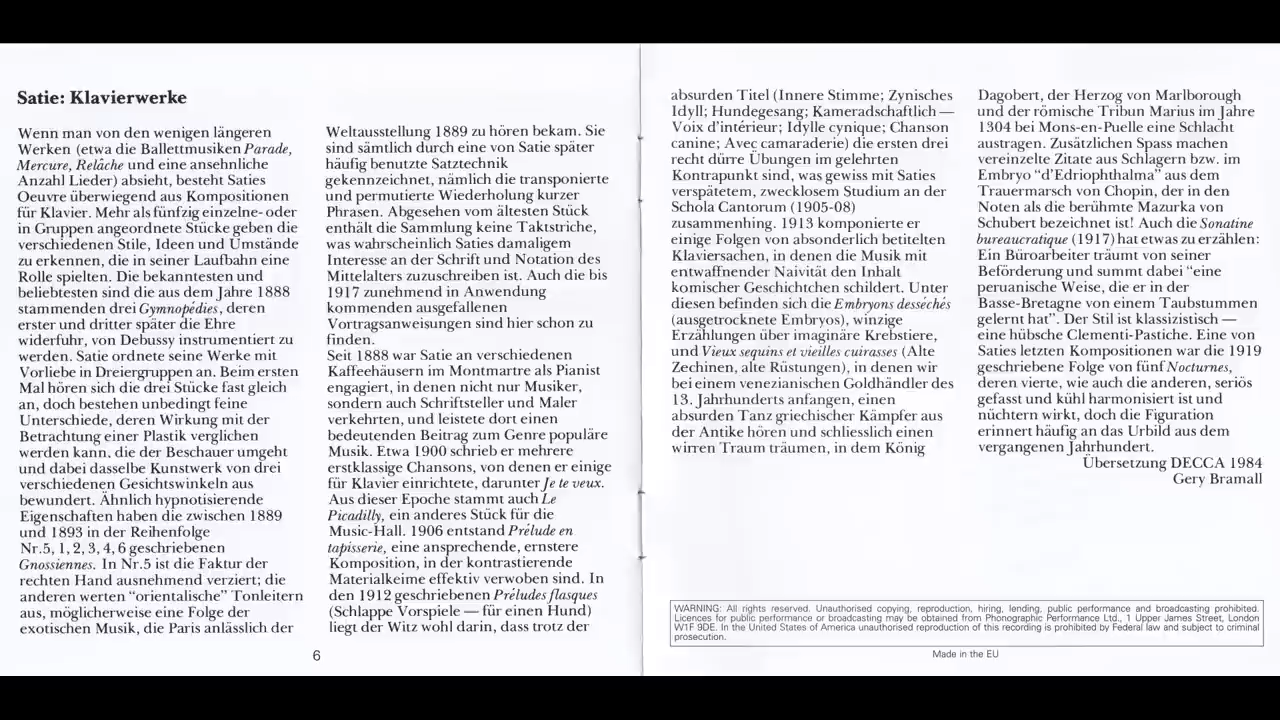 Satie: Klavierwerke
Wenn man von den wenigen längeren
Werken (etwa die Ballettmusiken Parade,
Mercure, Relâche und eine ansehnliche
Anzahl Lieder) absieht, besteht Saties
Oeuvre überwiegend aus Kompositionen
für Klavier. Mehr als fünfzig einzelne- oder
in Gruppen angeordnete Stücke geben die
verschiedenen Stile, Ideen und Umstände
zu erkennen, die in seiner Laufbahn eine
Rolle spielten. Die bekanntesten und
beliebtesten sind die aus dem Jahre 1888
stammenden drei Gymnopédies, deren
erster und dritter später die Ehre
widerfuhr, von Debussy instrumentiert zu
werden. Satie ordnete seine Werke mit
Vorliebe in Dreiergruppen an. Beim ersten
Mal hören sich die drei Stücke fast gleich
an, doch bestehen unbedingt feine
Unterschiede, deren Wirkung mit der
Betrachtung einer Plastik verglichen
werden kann, die der Beschauer umgeht
und dabei dasselbe Kunstwerk von drei
verschiedenen Gesichtswinkeln aus
bewundert. Ähnlich hypnotisierende
Eigenschaften haben die zwischen 1889
und 1893 in der Reihenfolge
Nr.5, 1, 2, 3, 4, 6 geschriebenen
Gnossiennes. In Nr.5 ist die Faktur der
rechten Hand ausnehmend verziert; die
anderen werten “orientalische” Tonleitern
aus, möglicherweise eine Folge der
exotischen Musik, die Paris anlässlich der
Weltausstellung 1889 zu hören bekam. Sie
sind sämtlich durch eine von Satie später
häufig benutzte Satztechnik
gekennzeichnet, nämlich die transponierte
und permutierte Wiederholung kurzer
Phrasen. Abgesehen vom ältesten Stück
enthält die Sammlung keine Taktstriche,
was wahrscheinlich Saties damaligem
Interesse an der Schrift und Notation des
Mittelalters zuzuschreiben ist. Auch die bis
1917 zunehmend in Anwendung
kommenden ausgefallenen
Vortragsanweisungen sind hier schon zu
finden.
Seit 1888 war Satie an verschiedenen
Kaffeehäusern im Montmartre als Pianist
engagiert, in denen nicht nur Musiker,
sondern auch Schriftsteller und Maler
verkehrten, und leistete dort einen
bedeutenden Beitrag zum Genre populäre
Musik. Etwa 1900 schrieb er mehrere
erstklassige Chansons, von denen er einige
für Klavier einrichtete, darunter Je te veux.
Aus dieser Epoche stammt auch Le
Picadilly, ein anderes Stück für die
Music-Hall. 1906 entstand Prélude en
tapisserie, eine ansprechende, ernstere
Komposition, in der kontrastierende
Materialkeime effektiv verwoben sind. In
den 1912 geschriebenen Préludes flasques
(Schlappe Vorspiele — für einen Hund)
liegt der Witz wohl darin, dass trotz der
6
absurden Titel (Innere Stimme; Zynisches
Idyll; Hundegesang; Kameradschaftlich —
Voix d’intérieur; Idylle cynique; Chanson
canine; Avec camaraderie) die ersten drei
recht dürre Übungen im gelehrten
Kontrapunkt sind, was gewiss mit Saties
verspätetem, zwecklosem Studium an der
Schola Cantorum (1905-08)
zusammenhing. 1913 komponierte er
einige Folgen von absonderlich betitelten
Klaviersachen, in denen die Musik mit
entwaffnender Naivität den Inhalt
komischer Geschichtchen schildert. Unter
diesen befinden sich die Embryons desséchés
(ausgetrocknete Embryos), winzige
Erzählungen über imaginäre Krebstiere,
und Vieux sequins et vieilles cuirasses (Alte
Zechinen, alte Rüstungen), in denen wir
bei einem venezianischen Goldhändler des
13. Jahrhunderts anfangen, einen
absurden Tanz griechischer Kämpfer aus
der Antike hören und schliesslich einen
wirren Traum träumen, in dem König
Dagobert, der Herzog von Marlborough
und der römische Tribun Marius im Jahre
1304 bei Mons-en-Puelle eine Schlacht
austragen. Zusätzlichen Spass machen
vereinzelte Zitate aus Schlagern bzw. im
Embryo “d’Edriophthalma” aus dem
Trauermarsch von Chopin, der in den
Noten als die berühmte Mazurka von
Schubert bezeichnet ist! Auch die Sonatine
bureaucratique (1917) hat etwas zu erzählen:
Ein Büroarbeiter träumt von seiner
Beförderung und summt dabei “eine
peruanische Weise, die er in der
Basse-Bretagne von einem Taubstummen
gelernt hat”. Der Stil ist klassizistisch —
eine hübsche Clementi-Pastiche. Eine von
Saties letzten Kompositionen war die 1919
geschriebene Folge von fünf Nocturnes,
deren vierte, wie auch die anderen, seriös
gefasst und kühl harmonisiert ist und
nüchtern wirkt, doch die Figuration
erinnert häufig an das Urbild aus dem
vergangenen Jahrhundert.
Übersetzung DECCA 1984
Gery Bramall
WARNING: All rights reserved. Unauthorised copying, reproduction, hiring, lending, public performance and broadcasting prohibited.
Licences for public performance or broadcasting may be obtained from Phonographic Performance Ltd., 1 Upper James Street, London
W1F 9DE. In the United States of America unauthorised reproduction of this recording is prohibited by Federal law and subject to criminal
prosecution.
Made in the EU